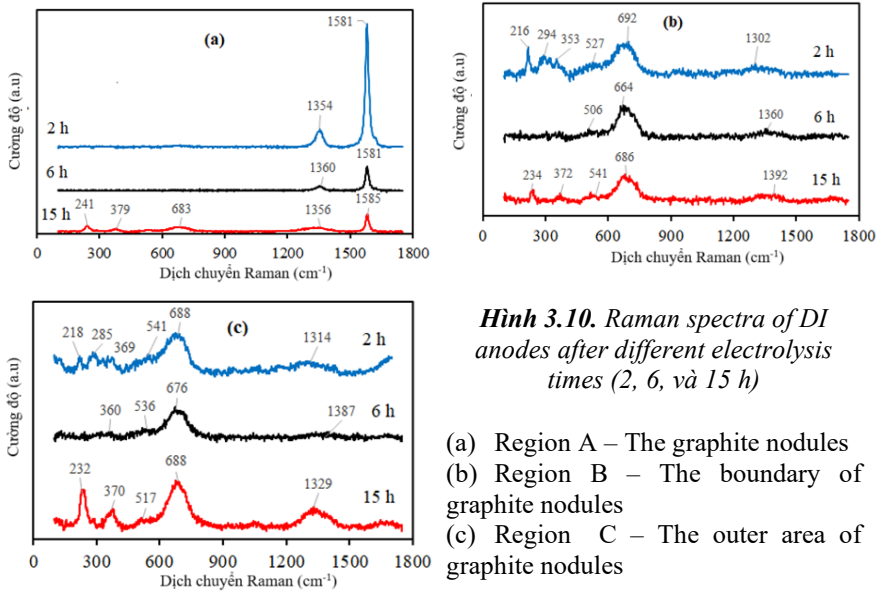 (a)
1581
1354
2 h
1360
1581
6 h
1585
15 h
241
379
683
1356
Cường độ (a.u)
0 300 600 900 1200 1500 1800
Dịch chuyển Raman (cm-1)
(b)
216
294
353
527
692
1302
2 h
506
664
1360
6 h
234
372
541
686
1392
15 h
Cường độ (a.u)
0 300 600 900 1200 1500 1800
Dịch chuyển Raman (cm-1)
(c)
218
285
369
541
688
1314
2 h
360
536
676
1387
6 h
232
370
517
688
1329
15 h
Cường độ (a.u)
0 300 600 900 1200 1500 1800
Dịch chuyển Raman (cm-1)
Hình 3.10. Raman spectra of DI
anodes after different electrolysis
times (2, 6, và 15 h)
(a) Region A – The graphite nodules
(b) Region B – The boundary of
graphite nodules
(c) Region C – The outer area of
graphite nodules